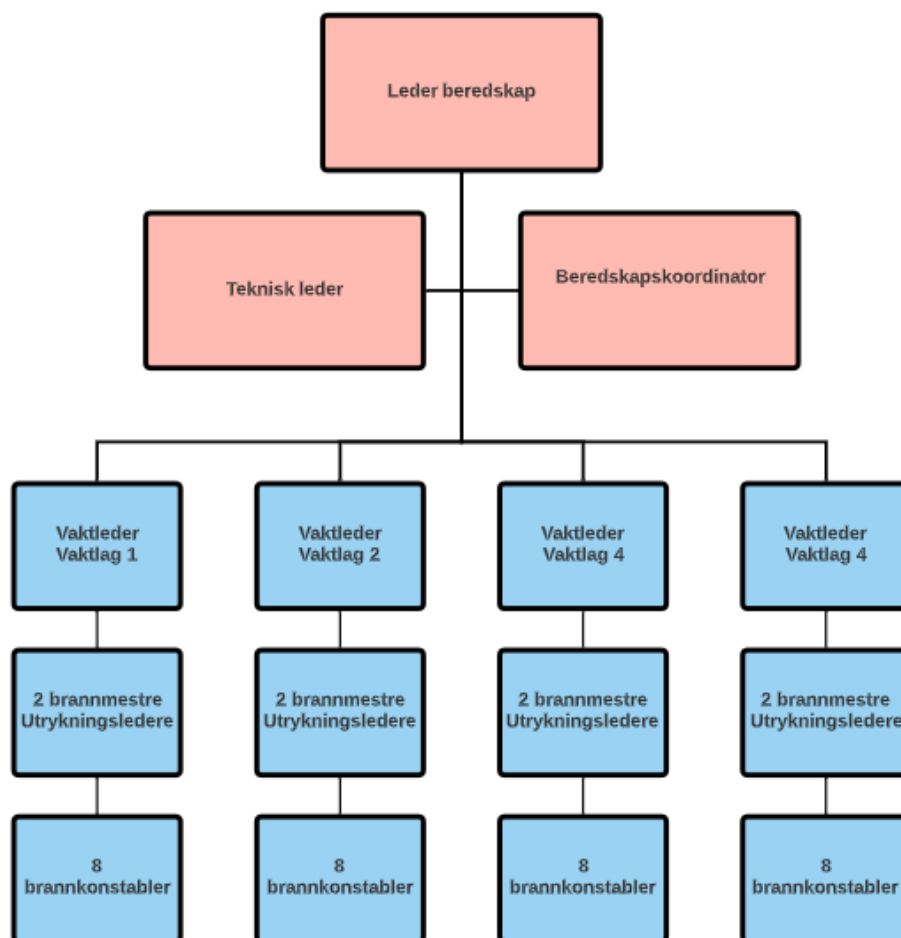 Leder beredskap
Teknisk leder
Beredskapskoordinator
Vaktleder
Vaktlag 1
Vaktleder
Vaktlag 2
Vaktleder
Vaktlag 4
Vaktleder
Vaktlag 4
2 brannmestre
Utrykningsledere
2 brannmestre
Utrykningsledere
2 brannmestre
Utrykningsledere
2 brannmestre
Utrykningsledere
8
brannkonstabler
8
brannkonstabler
8
brannkonstabler
8
brannkonstabler